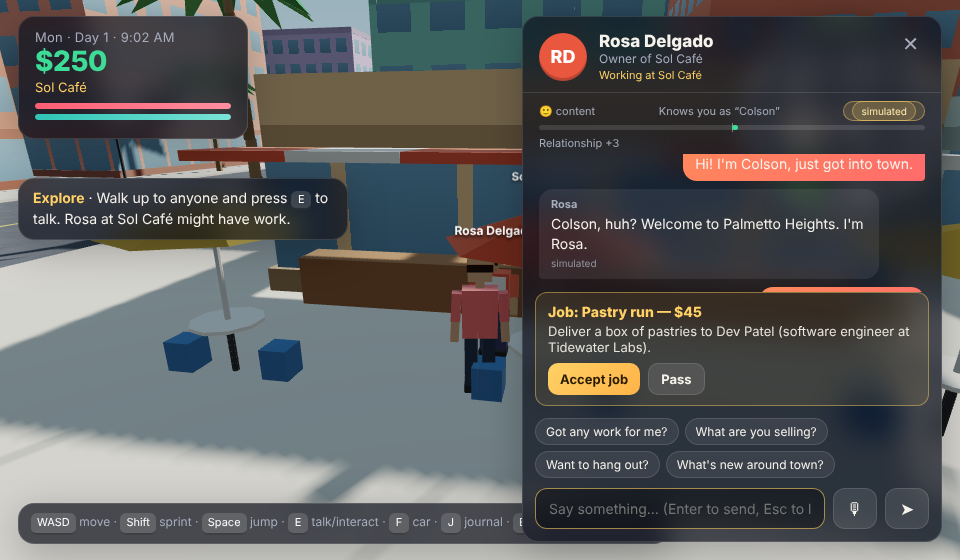 Mon · Day 1 · 9:02 AM
$250
Sol Café
Explore · Walk up to anyone and press E to
talk. Rosa at Sol Café might have work.
Rosa Delga
WASD move · Shift sprint · Space jump · E talk/interact · F car · J journal ·
RD
Rosa Delgado
Owner of Sol Café
Working at Sol Café
✕
🙂 content
Knows you as “Colson”
simulated
Relationship +3
Hi! I'm Colson, just got into town.
Rosa
Colson, huh? Welcome to Palmetto Heights. I'm
Rosa.
simulated
Job: Pastry run — $45
Deliver a box of pastries to Dev Patel (software engineer at
Tidewater Labs).
Accept job
Pass
Got any work for me?
What are you selling?
Want to hang out?
What's new around town?
Say something... (Enter to send, Esc to l